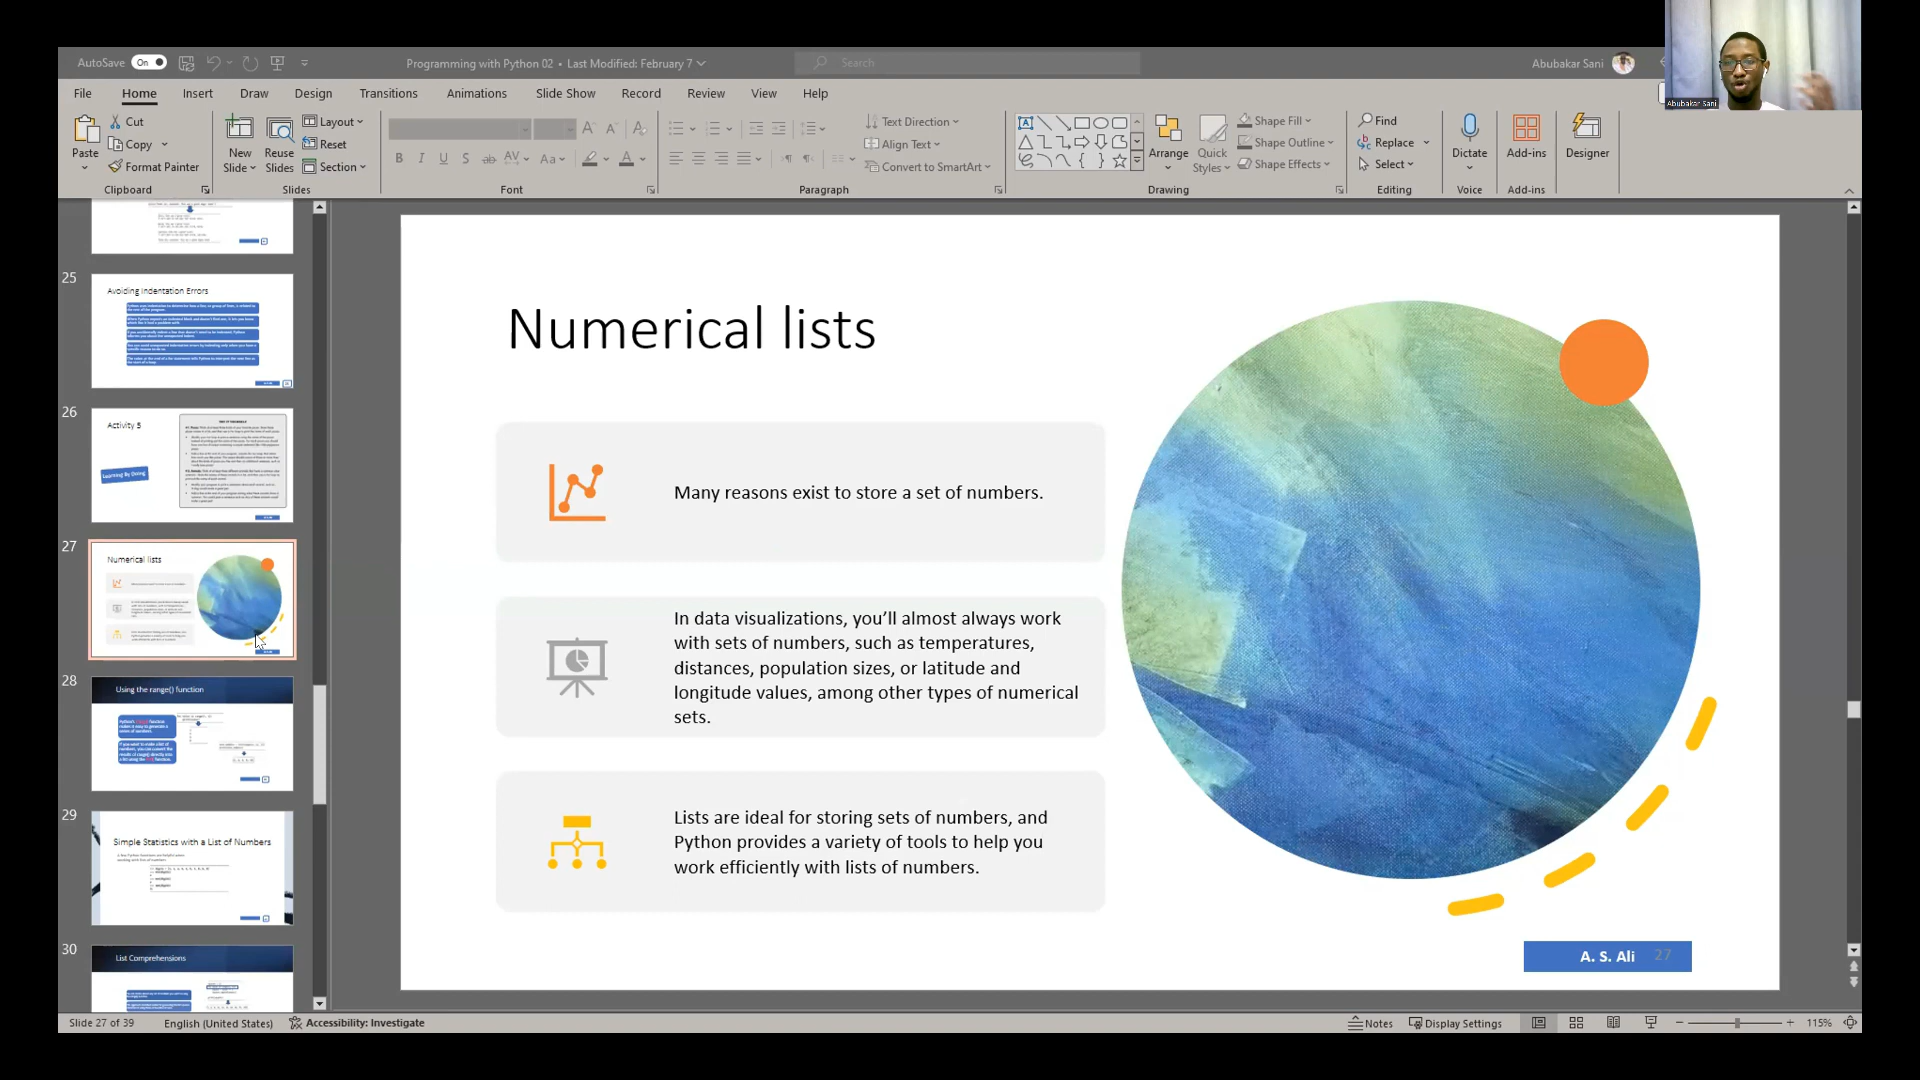 AutoSave On
Programming with Python 02 • Last Modified: February 7
Search
Abubakar Sani
Abubakar Sani
File Home Insert Draw Design Transitions Animations Slide Show Record Review View Help
Paste
Cut
Copy
Format Painter
Clipboard
New
Slide
Reuse
Slides
Layout
Reset
Section
Slides
Font
Text Direction
Align Text
Convert to SmartArt
Paragraph
Arrange
Quick
Styles
Shape Fill
Shape Outline
Shape Effects
Drawing
Find
Replace
Select
Editing
Dictate
Voice
Add-ins
Add-ins
Designer
25
Avoiding Indentation Errors
26
Activity 5
Learning By Doing
27
Numerical lists
28
Using the range() function
29
Simple Statistics with a List of Numbers
30
List Comprehensions
Numerical lists
Many reasons exist to store a set of numbers.
In data visualizations, you’ll almost always work
with sets of numbers, such as temperatures,
distances, population sizes, or latitude and
longitude values, among other types of numerical
sets.
Lists are ideal for storing sets of numbers, and
Python provides a variety of tools to help you
work efficiently with lists of numbers.
A. S. Ali 27
Slide 27 of 39
English (United States)
Accessibility: Investigate
Notes
Display Settings
115%